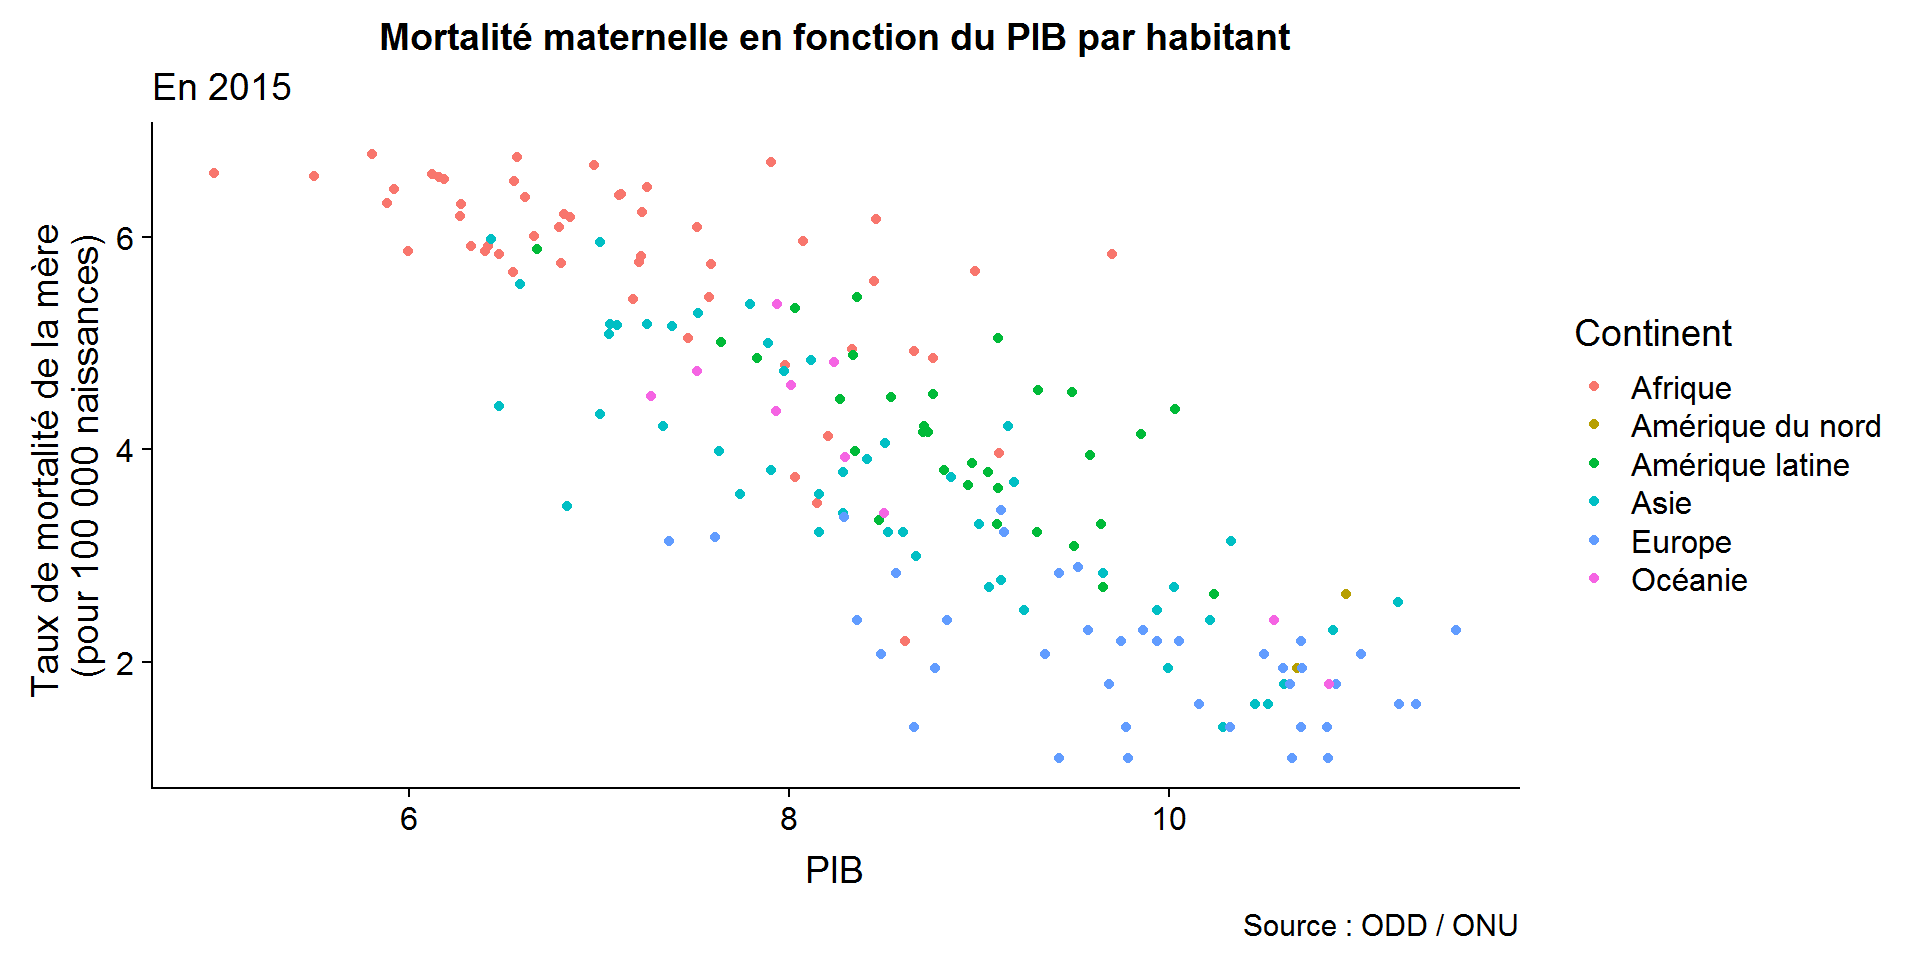 Mortalité maternelle en fonction du PIB par habitant
En 2015
Taux de mortalité de la mère
(pour 100 000 naissances)
6
4
2
6
8
10
PIB
Continent
Afrique
Amérique du nord
Amérique latine
Asie
Europe
Océanie
Source : ODD / ONU